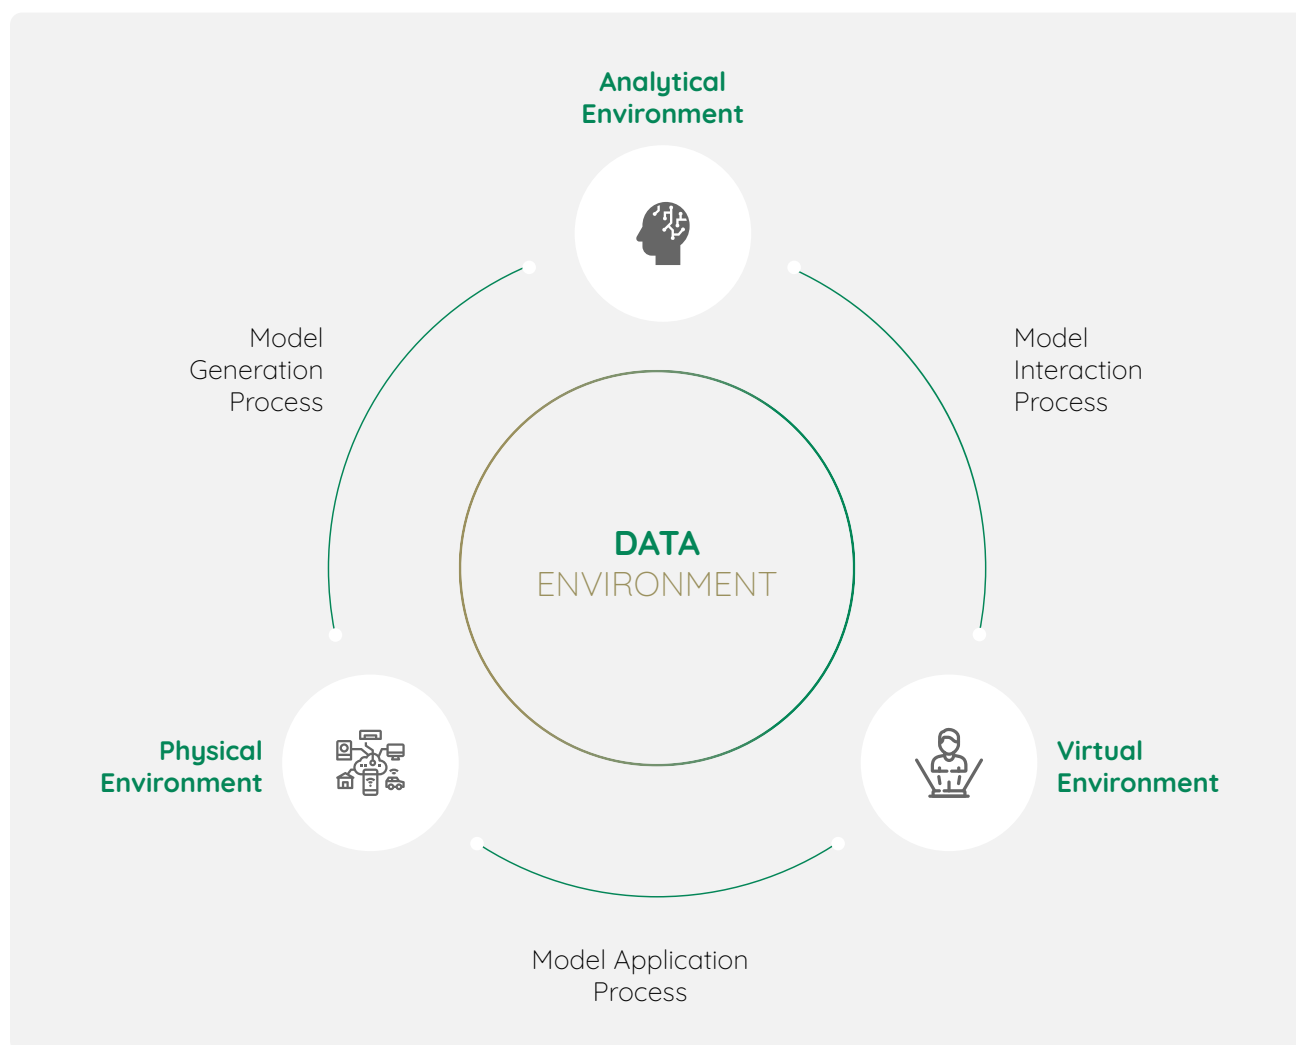 Analytical
Environment
Model
Generation
Process
Model
Interaction
Process
DATA
ENVIRONMENT
Physical
Environment
Virtual
Environment
Model Application
Process